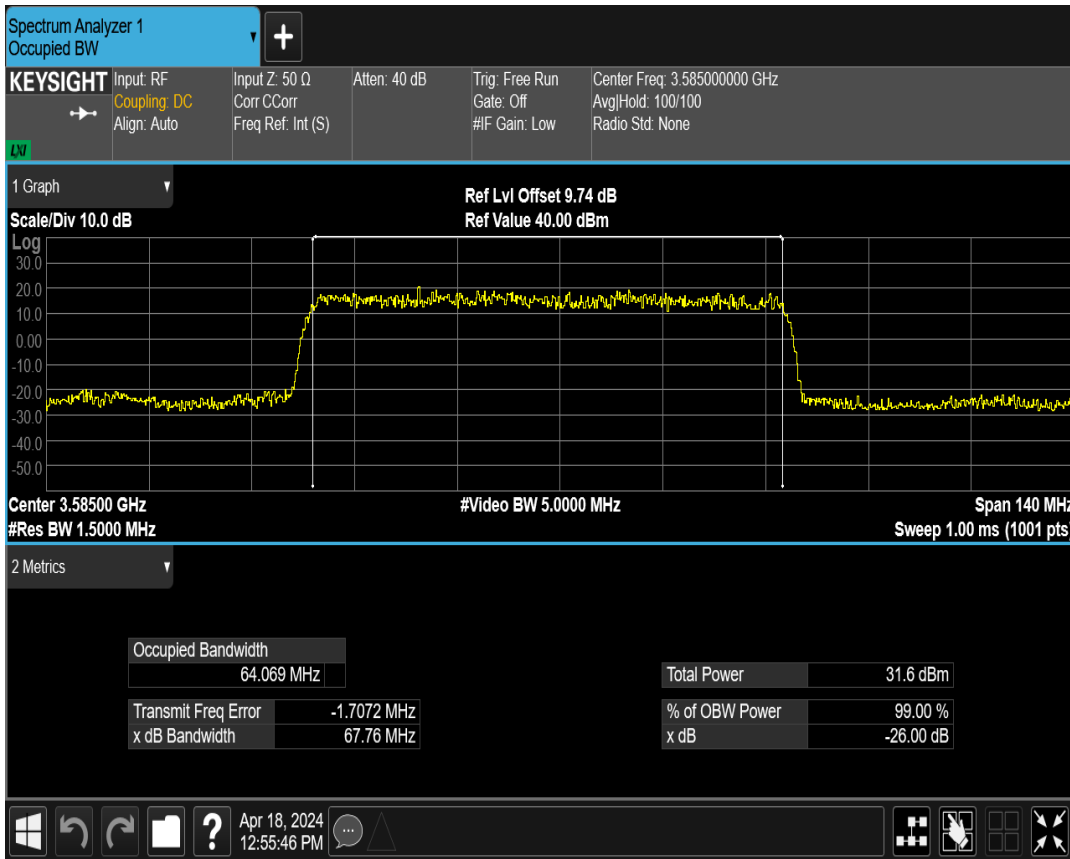 Spectrum Analyzer 1
Occupied BW
KEYSIGHT
LXI
Input: RF
Coupling: DC
Align: Auto
Input Z: 50 Ω
Corr CCorr
Freq Ref: Int (S)
Atten: 40 dB
Trig: Free Run
Gate: Off
#IF Gain: Low
Center Freq: 3.585000000 GHz
Avg|Hold: 100/100
Radio Std: None
1 Graph
Scale/Div 10.0 dB
Ref Lvl Offset 9.74 dB
Ref Value 40.00 dBm
Log
30.0
20.0
10.0
0.00
-10.0
-20.0
-30.0
-40.0
-50.0
Center 3.58500 GHz
#Res BW 1.5000 MHz
#Video BW 5.0000 MHz
Span 140 MHz
Sweep 1.00 ms (1001 pts)
2 Metrics
Occupied Bandwidth
64.069 MHz
Transmit Freq Error -1.7072 MHz
x dB Bandwidth 67.76 MHz
Total Power 31.6 dBm
% of OBW Power 99.00 %
x dB -26.00 dB
?
Apr 18, 2024
12:55:46 PM